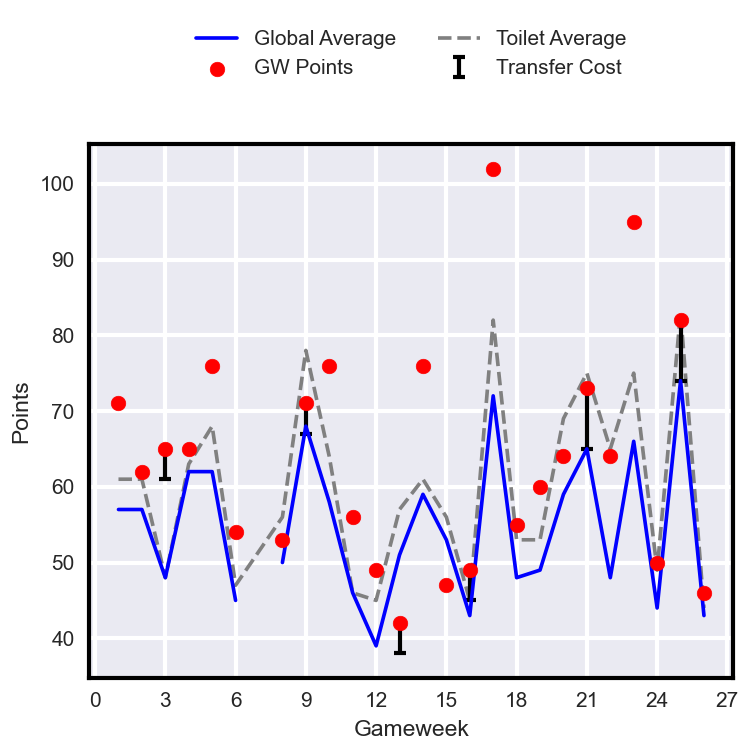 Global Average
Toilet Average
GW Points
Transfer Cost
100
90
80
70
60
50
40
Points
0 3 6 9 12 15 18 21 24 27
Gameweek